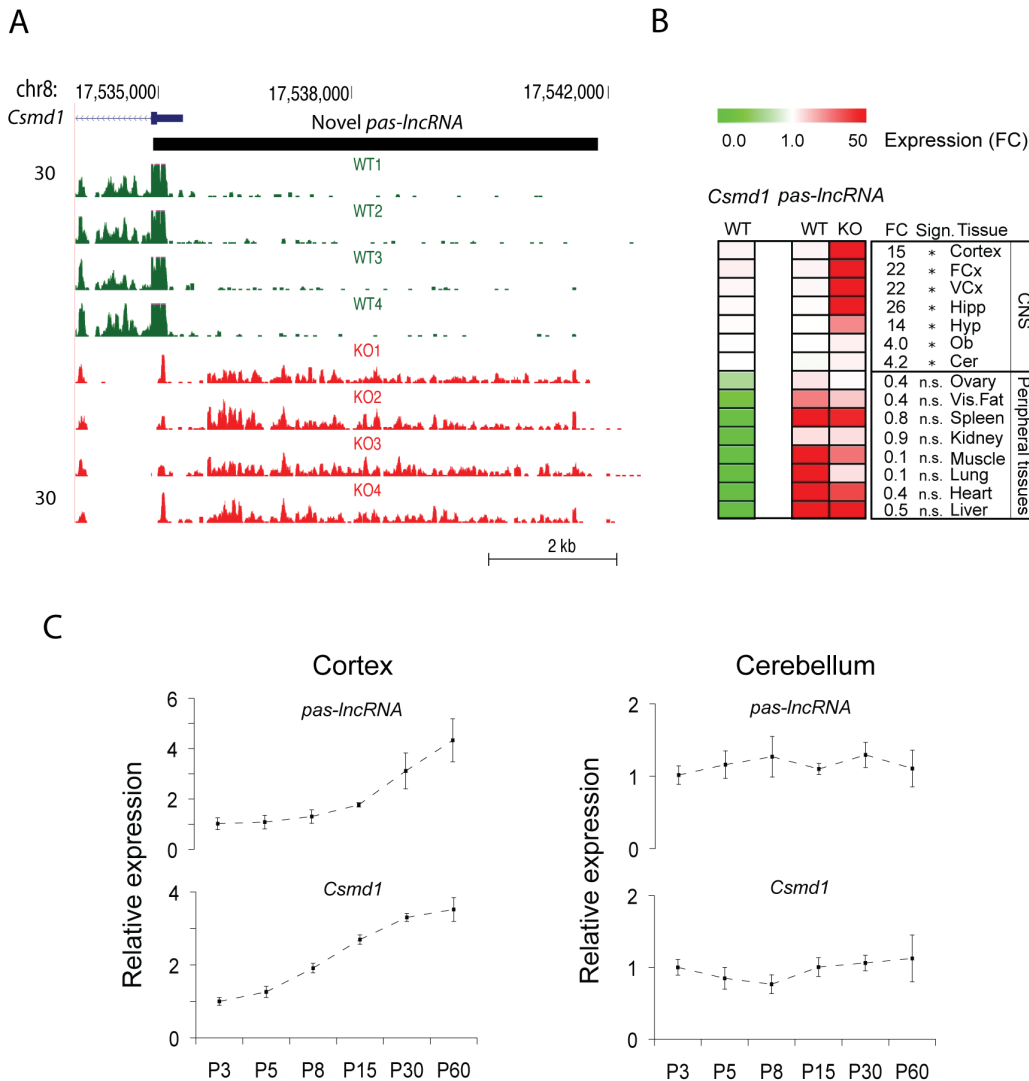 A
chr8:
17,535,000
17,538,000
17,542,000
Csmd1
Novel pas-lncRNA
30
WT1
WT2
WT3
WT4
KO1
KO2
KO3
KO4
30
2 kb
B
0.0 1.0 50 Expression (FC)
Csmd1 pas-lncRNA
WT WT KO FC Sign. Tissue
15 * Cortex
22 * FCx
22 * VCx
26 * Hipp
14 * Hyp
4.0 * Ob
4.2 * Cer
CNS
0.4 n.s. Ovary
0.4 n.s. Vis.Fat
0.8 n.s. Spleen
0.9 n.s. Kidney
0.1 n.s. Muscle
0.1 n.s. Lung
0.4 n.s. Heart
0.5 n.s. Liver
Peripheral tissues
C
Cortex
pas-lncRNA
6
4
2
0
Csmd1
4
2
0
Relative expression
P3 P5 P8 P15 P30 P60
Cerebellum
pas-lncRNA
2
1
0
Csmd1
2
1
0
Relative expression
P3 P5 P8 P15 P30 P60